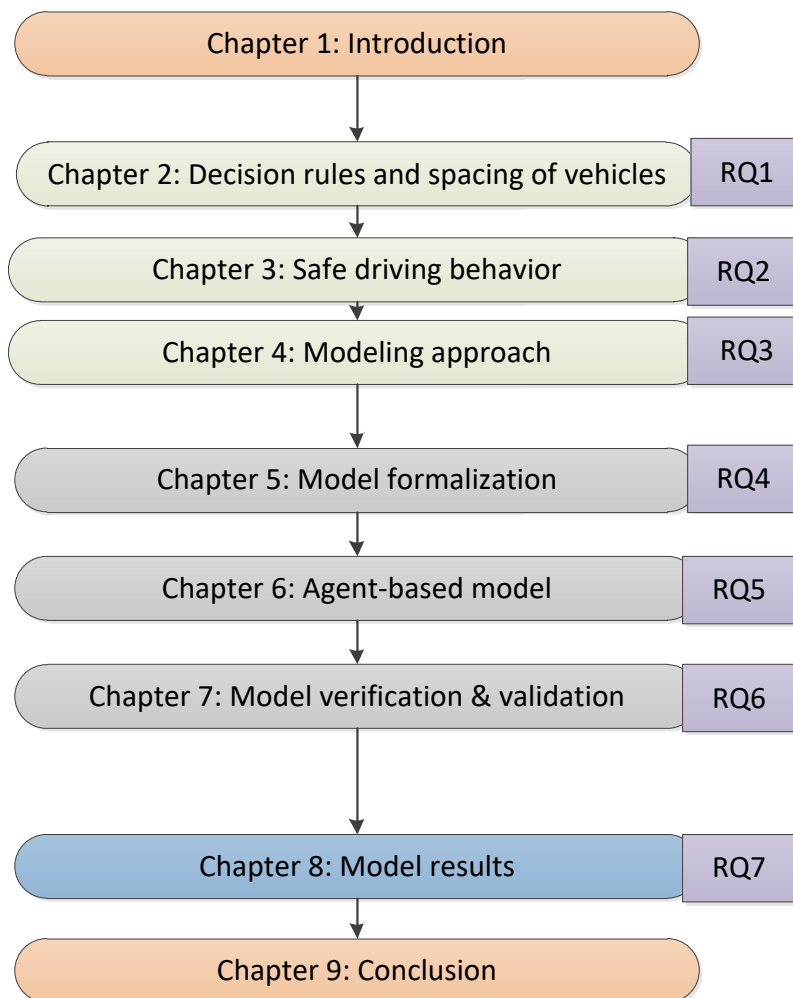 Chapter 1: Introduction
Chapter 2: Decision rules and spacing of vehicles
RQ1
Chapter 3: Safe driving behavior
RQ2
Chapter 4: Modeling approach
RQ3
Chapter 5: Model formalization
RQ4
Chapter 6: Agent-based model
RQ5
Chapter 7: Model verification & validation
RQ6
Chapter 8: Model results
RQ7
Chapter 9: Conclusion